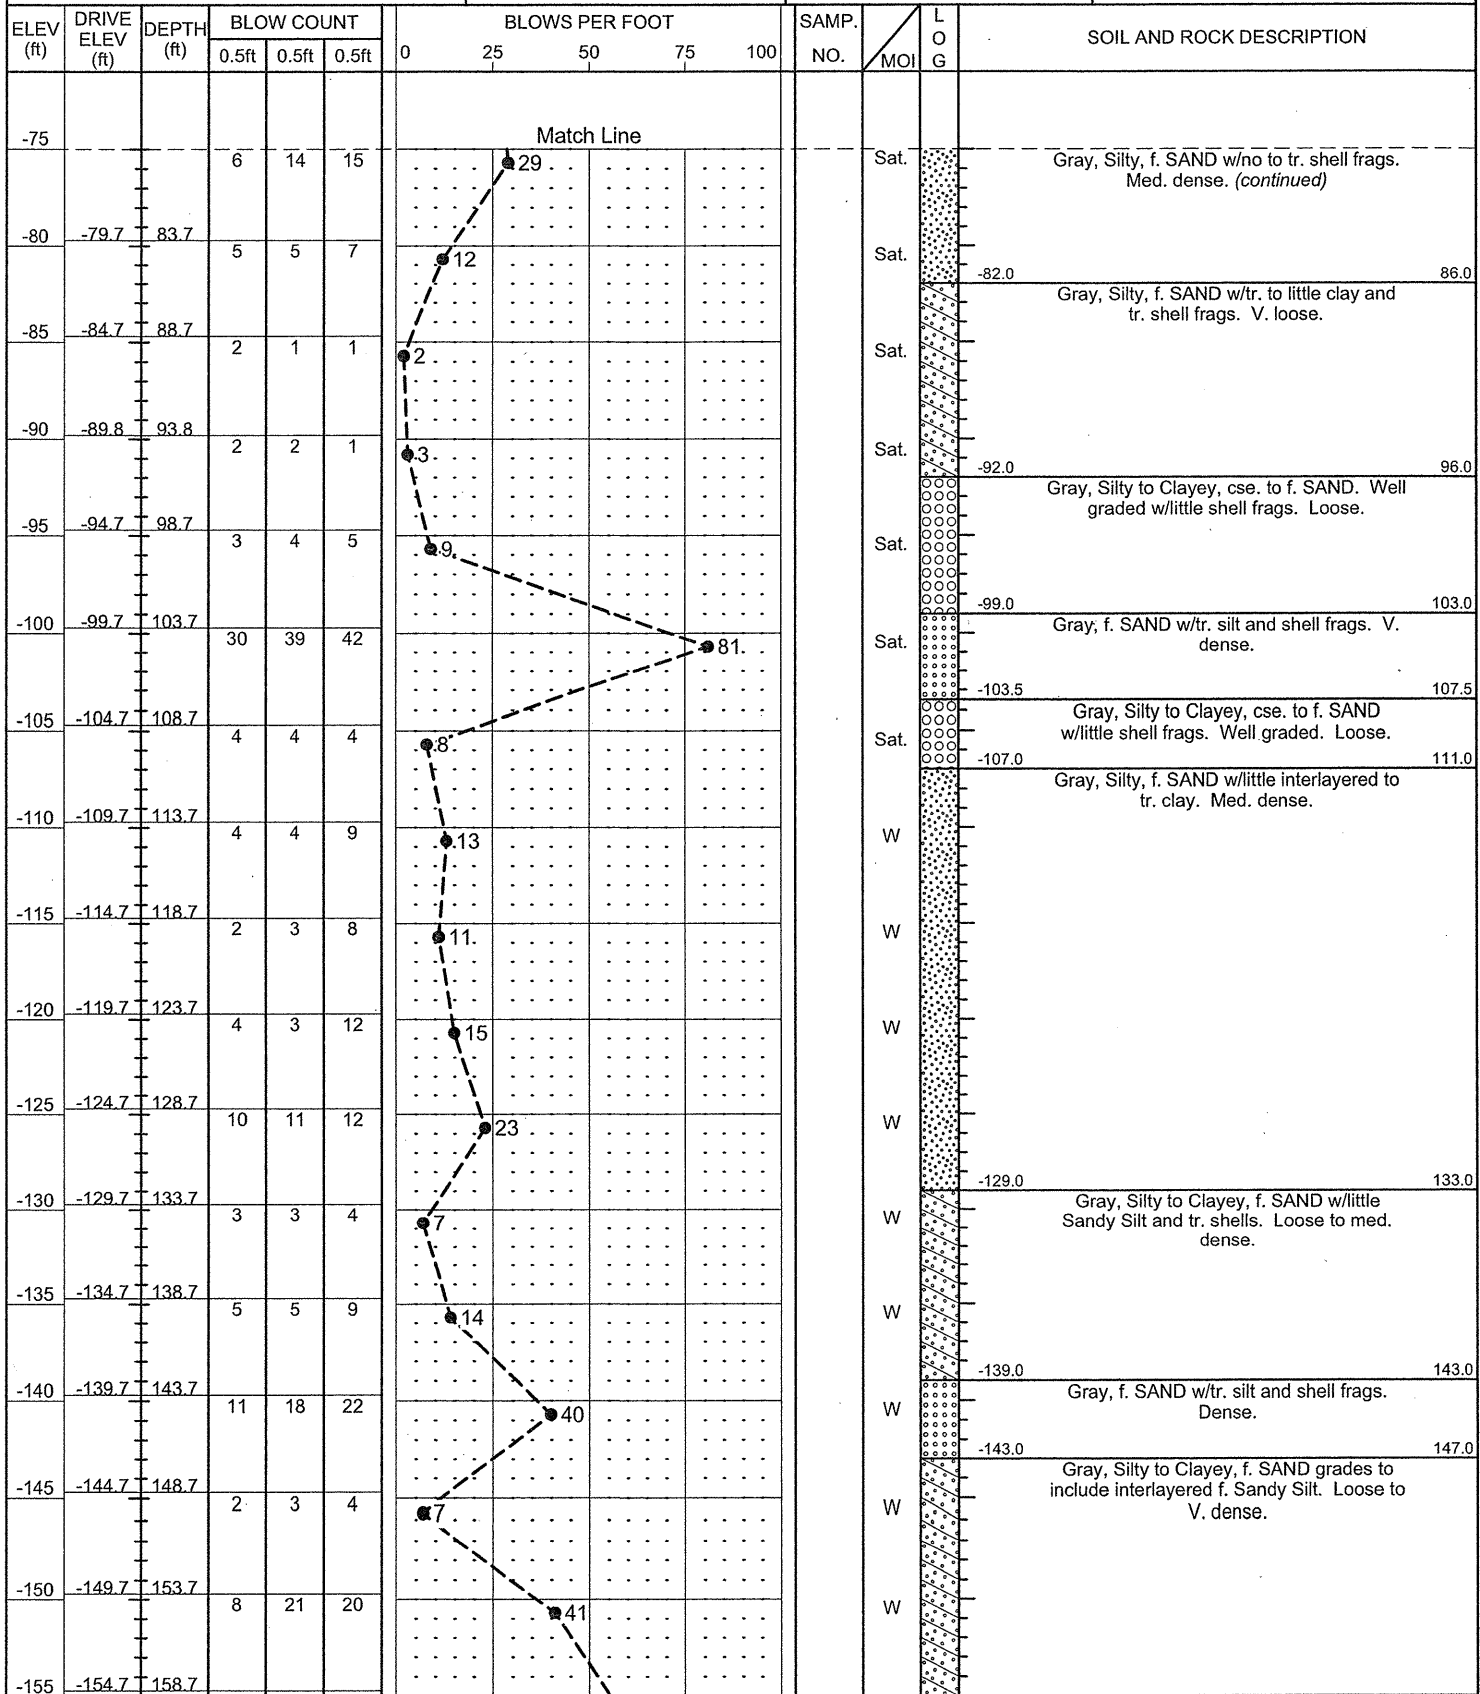 ELEV (ft) DRIVE ELEV (ft) DEPTH (ft) BLOW COUNT BLOWS PER FOOT SAMP. NO. MOI LOG SOIL AND ROCK DESCRIPTION
0.5ft 0.5ft 0.5ft 0 25 50 75 100
Match Line
-75
6 14 15 29 Sat. Gray, Silty, f. SAND w/no to tr. shell frags.
Med. dense. (continued)
-80 -79.7 83.7
5 5 7 12 Sat.
-82.0 86.0
Gray, Silty, f. SAND w/tr. to little clay and
tr. shell frags. V. loose.
-85 -84.7 88.7
2 1 1 2 Sat.
-90 -89.8 93.8
2 2 1 3 Sat.
-92.0 96.0
Gray, Silty to Clayey, cse. to f. SAND. Well
graded w/little shell frags. Loose.
-95 -94.7 98.7
3 4 5 9 Sat.
-99.0 103.0
-100 -99.7 103.7
Gray, f. SAND w/tr. silt and shell frags. V.
dense.
30 39 42 81 Sat.
-103.5 107.5
-105 -104.7 108.7
Gray, Silty to Clayey, cse. to f. SAND
w/little shell frags. Well graded. Loose.
4 4 4 8 Sat.
-107.0 111.0
Gray, Silty, f. SAND w/little interlayered to
tr. clay. Med. dense.
-110 -109.7 113.7
4 4 9 13 W
-115 -114.7 118.7
2 3 8 11 W
-120 -119.7 123.7
4 3 12 15 W
-125 -124.7 128.7
10 11 12 23 W
-129.0 133.0
-130 -129.7 133.7
Gray, Silty to Clayey, f. SAND w/little
Sandy Silt and tr. shells. Loose to med.
dense.
3 3 4 7 W
-135 -134.7 138.7
5 5 9 14 W
-139.0 143.0
-140 -139.7 143.7
Gray, f. SAND w/tr. silt and shell frags.
Dense.
11 18 22 40 W
-143.0 147.0
Gray, Silty to Clayey, f. SAND grades to
include interlayered f. Sandy Silt. Loose to
V. dense.
-145 -144.7 148.7
2 3 4 7 W
-150 -149.7 153.7
8 21 20 41 W
-155 -154.7 158.7